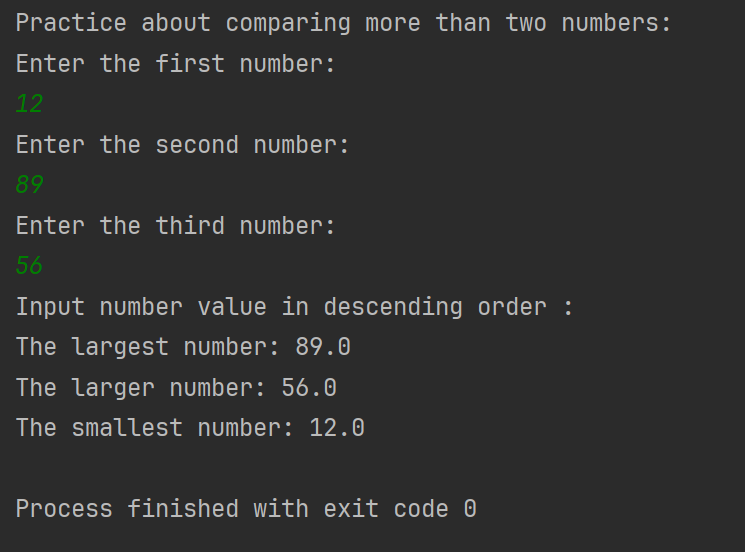 Practice about comparing more than two numbers:
Enter the first number:
12
Enter the second number:
89
Enter the third number:
56
Input number value in descending order :
The largest number: 89.0
The larger number: 56.0
The smallest number: 12.0
Process finished with exit code 0